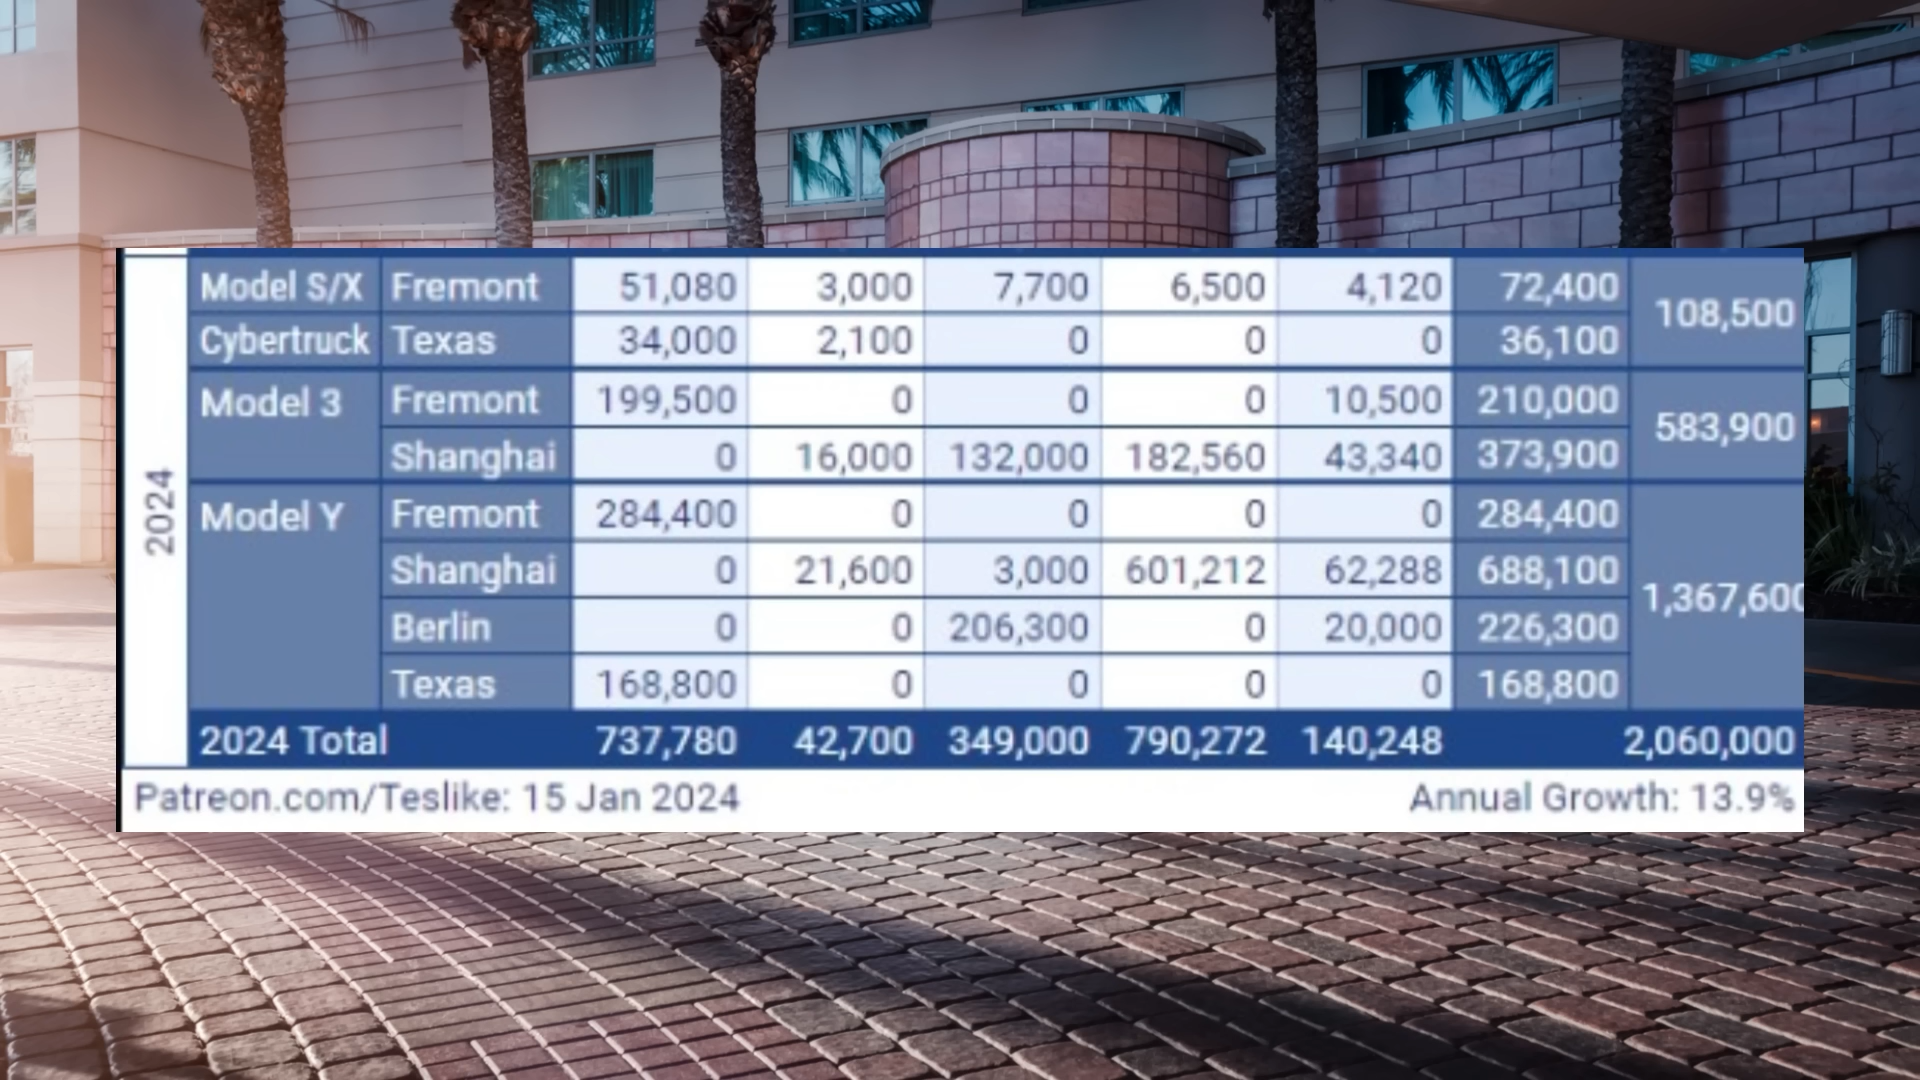 2024
Model S/X Fremont 51,080 3,000 7,700 6,500 4,120 72,400 108,500
Cybertruck Texas 34,000 2,100 0 0 0 36,100
Model 3 Fremont 199,500 0 0 0 10,500 210,000 583,900
Shanghai 0 16,000 132,000 182,560 43,340 373,900
Model Y Fremont 284,400 0 0 0 0 284,400 1,367,600
Shanghai 0 21,600 3,000 601,212 62,288 688,100
Berlin 0 0 206,300 0 20,000 226,300
Texas 168,800 0 0 0 0 168,800
2024 Total 737,780 42,700 349,000 790,272 140,248 2,060,000
Patreon.com/Teslike: 15 Jan 2024 Annual Growth: 13.9%